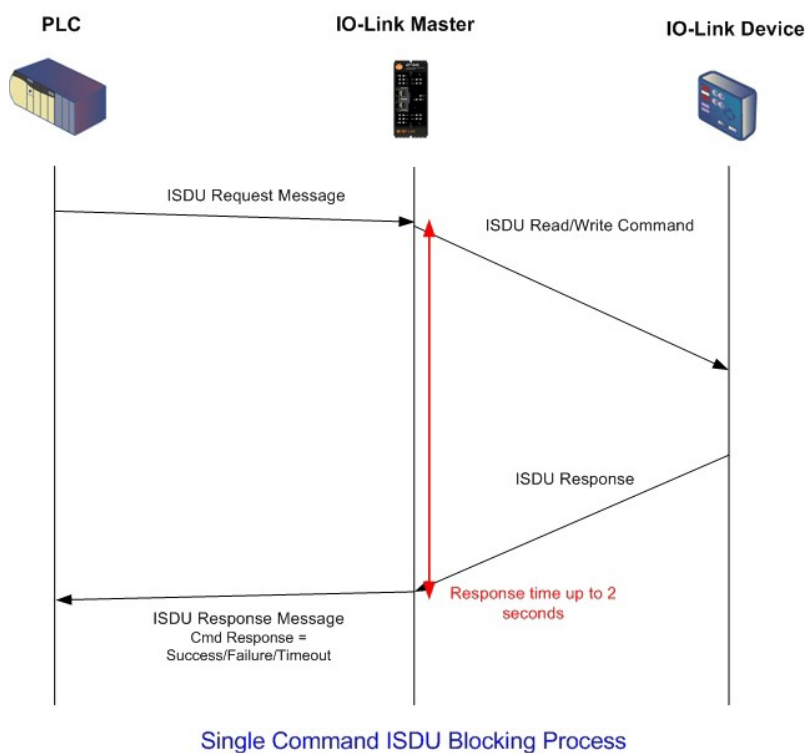 PLC
IO-Link Master
IO-Link Device
ISDU Request Message
ISDU Read/Write Command
ISDU Response
Response time up to 2
seconds
ISDU Response Message
Cmd Response =
Success/Failure/Timeout
Single Command ISDU Blocking Process